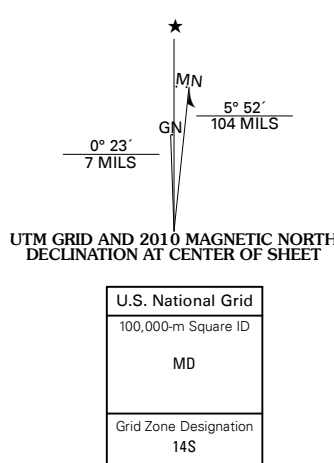 ★
MN
GN
5° 52´
104 MILS
0° 23´
7 MILS
UTM GRID AND 2010 MAGNETIC NORTH
DECLINATION AT CENTER OF SHEET
U.S. National Grid
100,000-m Square ID
MD
Grid Zone Designation
14S